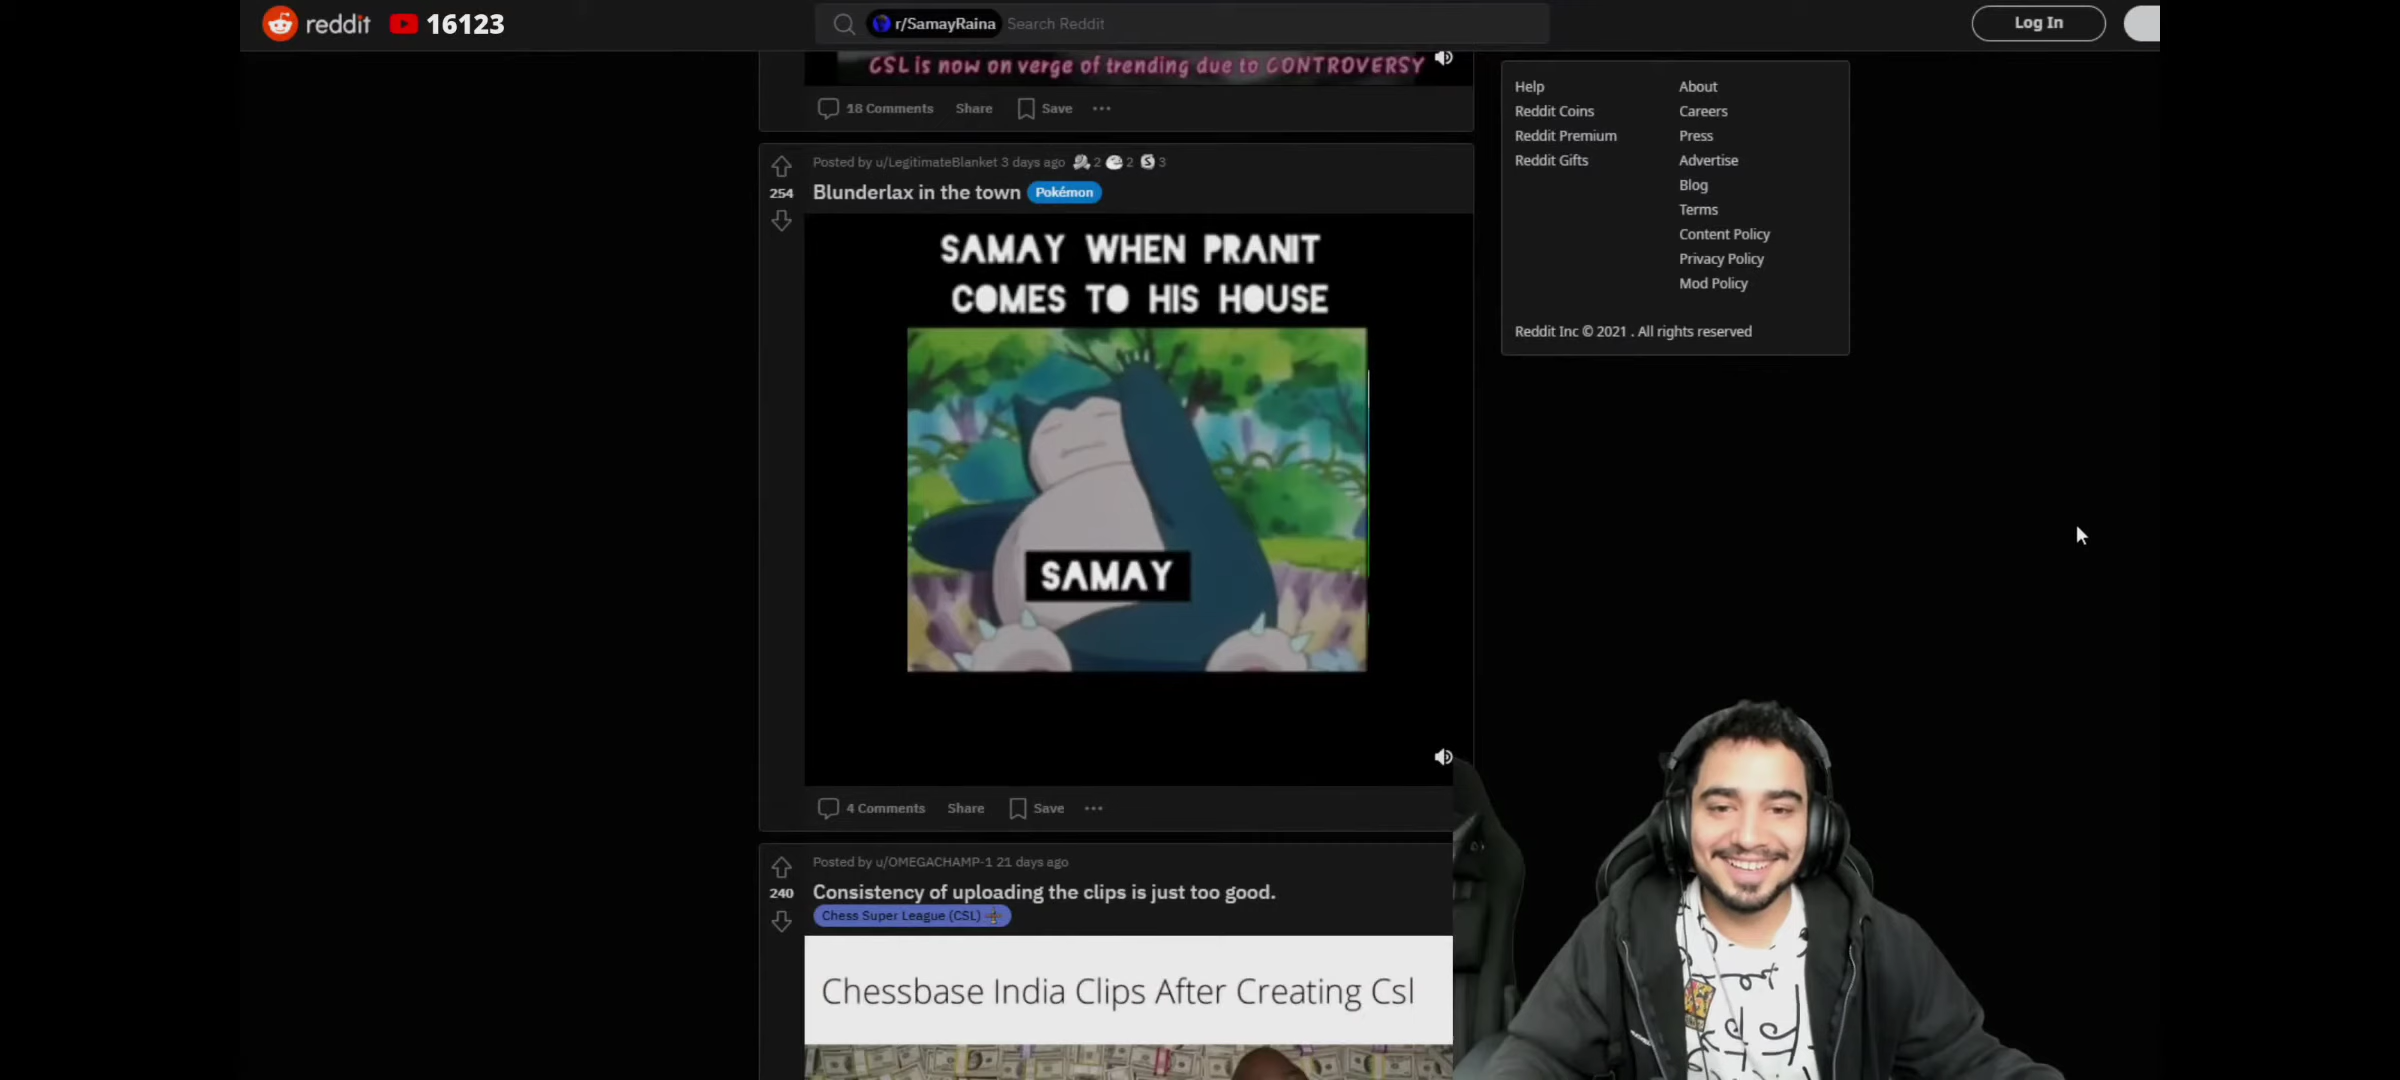 reddit
16123
r/SamayRaina Search Reddit
Log In
CSL is now on verge of trending due to CONTROVERSY
18 Comments Share Save
Help
Reddit Coins
Reddit Premium
Reddit Gifts
About
Careers
Press
Advertise
Blog
Terms
Content Policy
Privacy Policy
Mod Policy
Reddit Inc © 2021 . All rights reserved
Posted by u/LegitimateBlanket 3 days ago 2 2 3
254
Blunderlax in the town Pokémon
SAMAY WHEN PRANIT
COMES TO HIS HOUSE
SAMAY
4 Comments Share Save
Posted by u/OMEGACHAMP-1 21 days ago
240
Consistency of uploading the clips is just too good.
Chess Super League (CSL)
Chessbase India Clips After Creating Csl